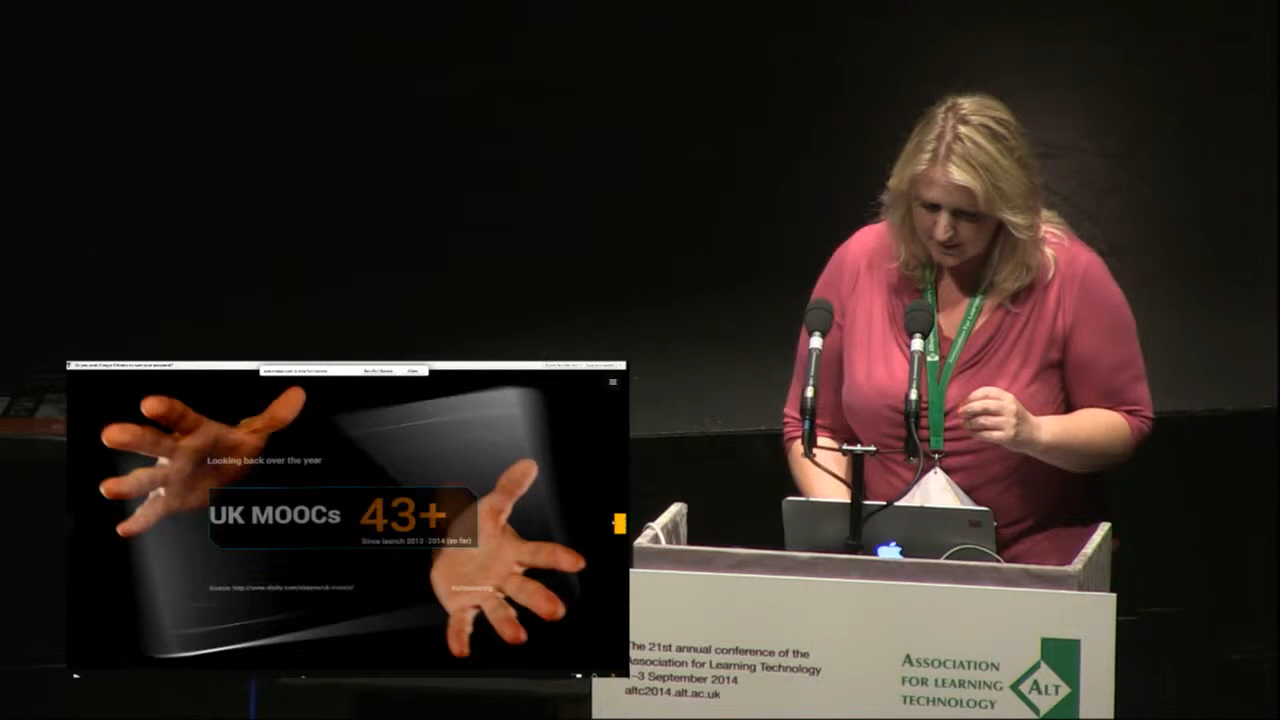 Looking back over the year
UK MOOCs 43+
Since launch 2013 -2014 (so far)
The 21st annual conference of the
Association for Learning Technology
1–3 September 2014
altc2014.alt.ac.uk
ASSOCIATION
FOR LEARNING
TECHNOLOGY
ALT